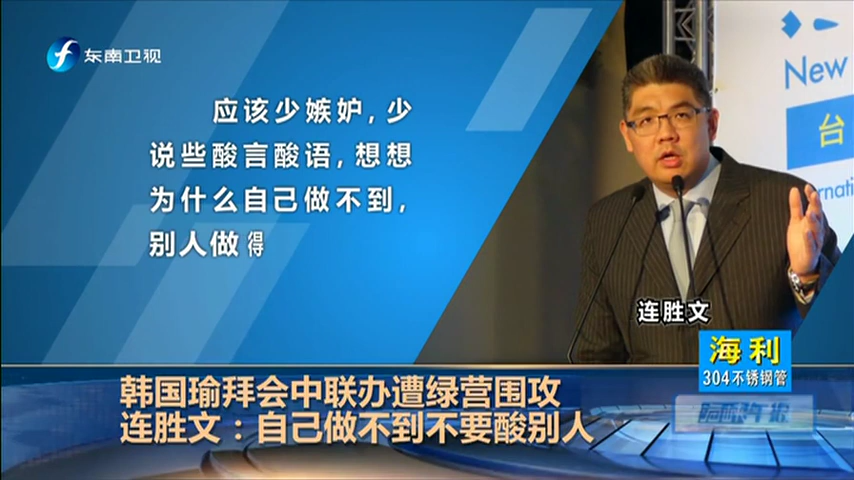 东南卫视
应该少嫉妒，少
说些酸言酸语，想想
为什么自己做不到，
别人做得
New
台
连胜文
海利
304不锈钢管
韩国瑜拜会中联办遭绿营围攻
连胜文：自己做不到不要酸别人